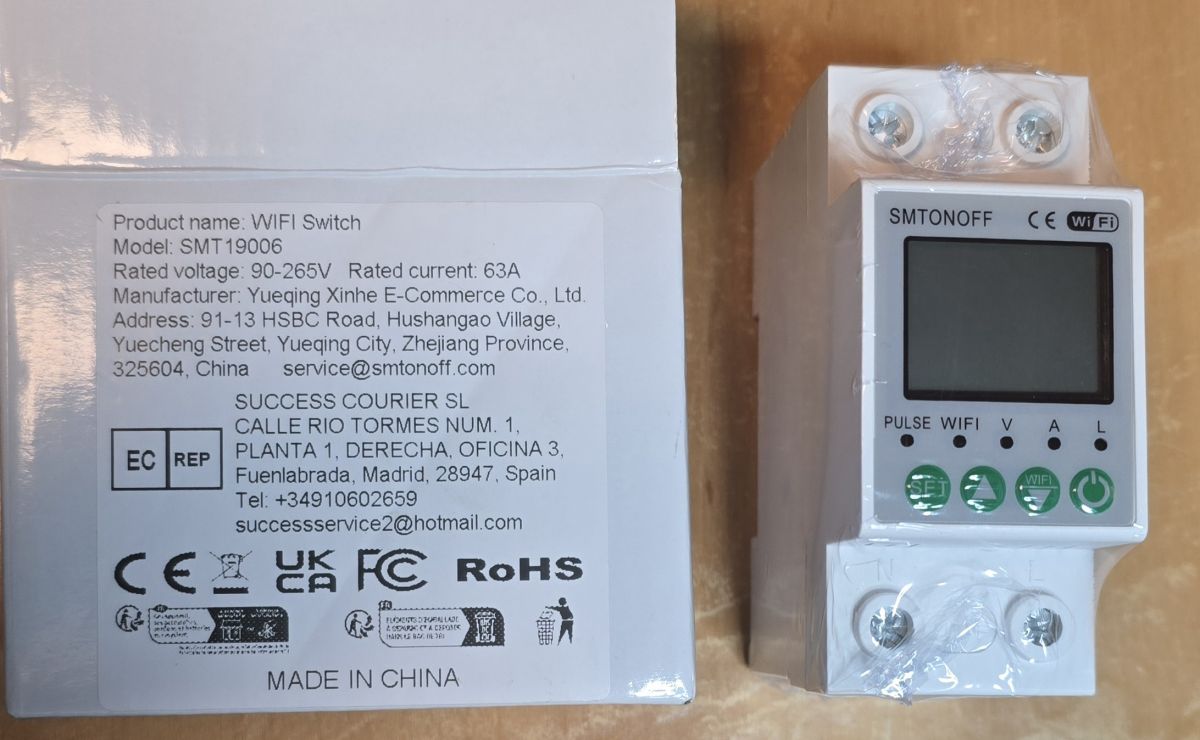 Product name: WIFI Switch
Model: SMT19006
Rated voltage: 90-265V Rated current: 63A
Manufacturer: Yueqing Xinhe E-Commerce Co., Ltd.
Address: 91-13 HSBC Road, Hushangao Village,
Yuecheng Street, Yueqing City, Zhejiang Province,
325604, China service@smtonoff.com
EC REP
SUCCESS COURIER SL
CALLE RIO TORMES NUM. 1,
PLANTA 1, DERECHA, OFICINA 3,
Fuenlabrada, Madrid, 28947, Spain
Tel: +34910602659
successservice2@hotmail.com
CE UK CA FC RoHS
FR
MADE IN CHINA
SMTONOFF CE WiFi
PULSE WIFI V A L
SET WIFI
N L